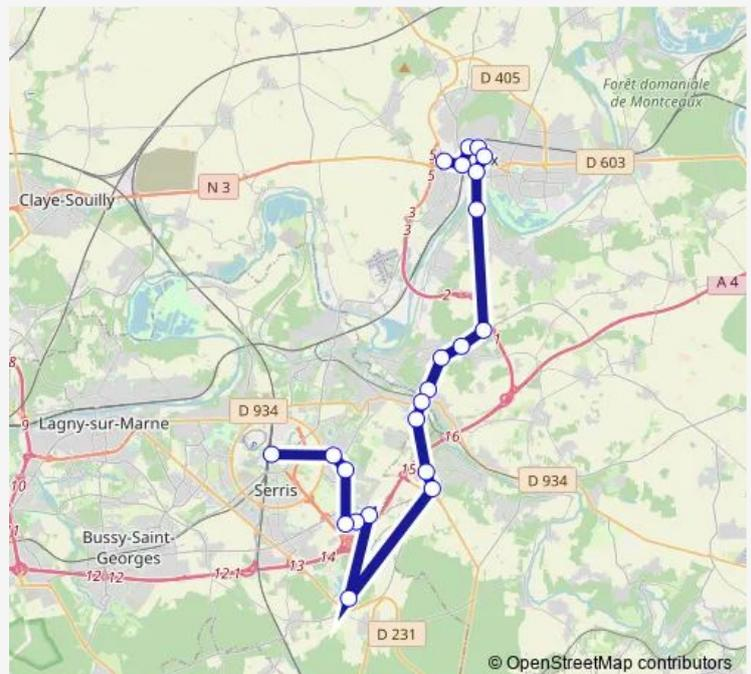 D 405
Forêt domaniale
de Montceaux
5
x
D 603
N 3
5
Claye-Souilly
3
3
A 4
2
1
8
D 934
Lagny-sur-Marne
9
16
15
D 934
10
Serris
11
Bussy-Saint-
Georges
14
13
12 12
12.1
D 231
© OpenStreetMap contributors